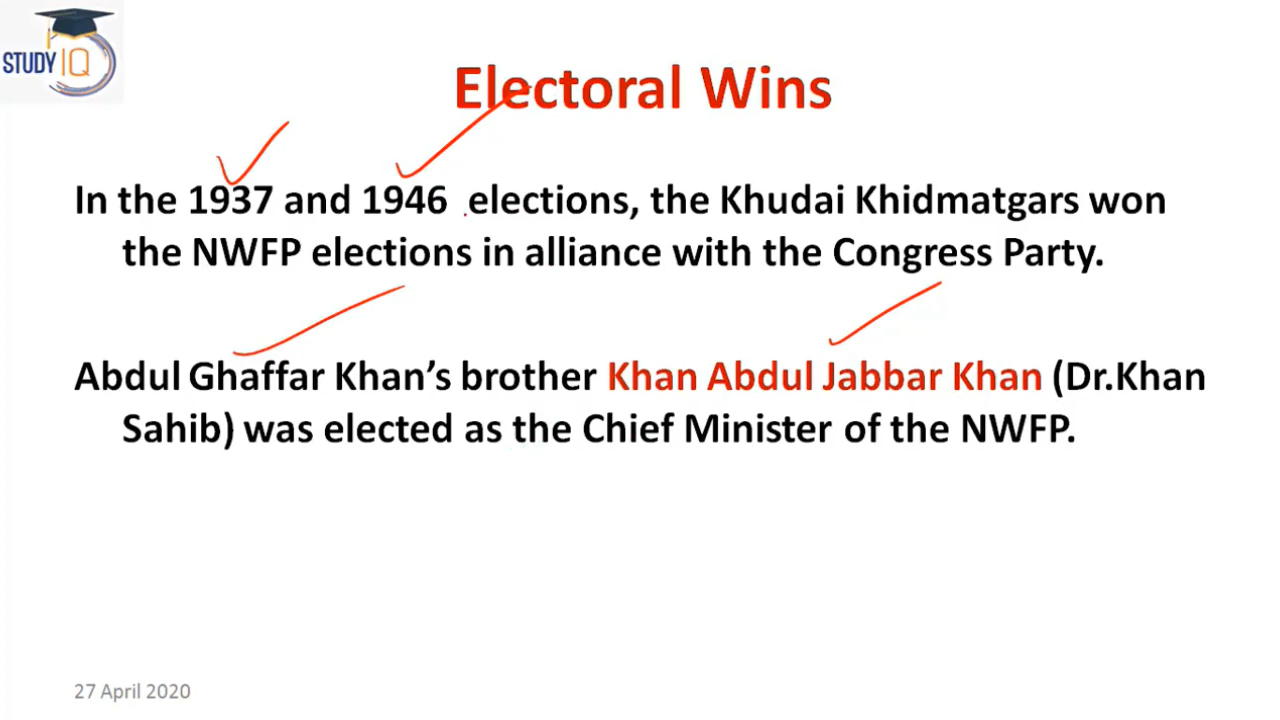 STUDY IQ
Electoral Wins
In the 1937 and 1946 elections, the Khudai Khidmatgars won
the NWFP elections in alliance with the Congress Party.
Abdul Ghaffar Khan’s brother Khan Abdul Jabbar Khan (Dr.Khan
Sahib) was elected as the Chief Minister of the NWFP.
27 April 2020